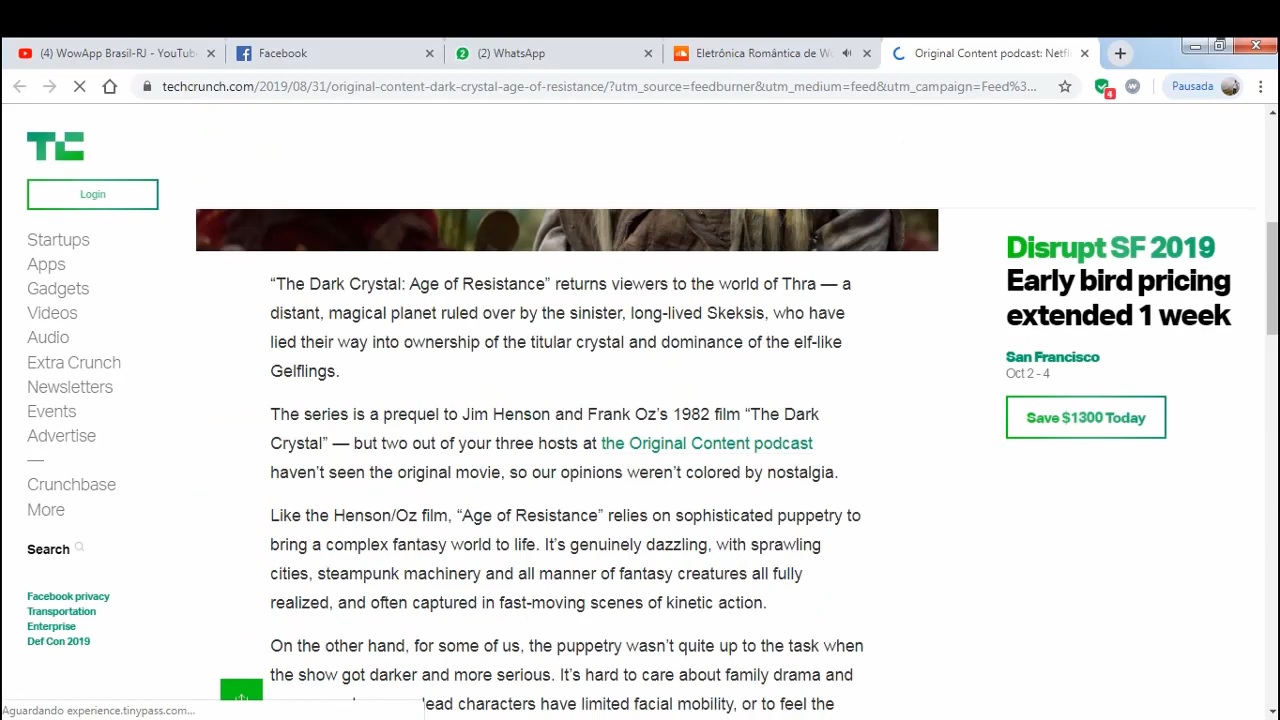 (4) WowApp Brasil-RJ - YouTub
Facebook
2
(2) WhatsApp
Eletrônica Romântica de W
Original Content podcast: Netfl
techcrunch.com/2019/08/31/original-content-dark-crystal-age-of-resistance/?utm_source=feedburner&utm_medium=feed&utm_campaign=Feed%3...
4
Pausada
TC
Login
Startups
Apps
Gadgets
Videos
Audio
Extra Crunch
Newsletters
Events
Advertise
—
Crunchbase
More
Search
Facebook privacy
Transportation
Enterprise
Def Con 2019
“The Dark Crystal: Age of Resistance” returns viewers to the world of Thra — a
distant, magical planet ruled over by the sinister, long-lived Skeksis, who have
lied their way into ownership of the titular crystal and dominance of the elf-like
Gelflings.
The series is a prequel to Jim Henson and Frank Oz’s 1982 film “The Dark
Crystal” — but two out of your three hosts at the Original Content podcast
haven’t seen the original movie, so our opinions weren’t colored by nostalgia.
Like the Henson/Oz film, “Age of Resistance” relies on sophisticated puppetry to
bring a complex fantasy world to life. It’s genuinely dazzling, with sprawling
cities, steampunk machinery and all manner of fantasy creatures all fully
realized, and often captured in fast-moving scenes of kinetic action.
On the other hand, for some of us, the puppetry wasn’t quite up to the task when
the show got darker and more serious. It’s hard to care about family drama and
lead characters have limited facial mobility, or to feel the
Disrupt SF 2019
Early bird pricing
extended 1 week
San Francisco
Oct 2 - 4
Save $1300 Today
Aguardando experience.tinypass.com...